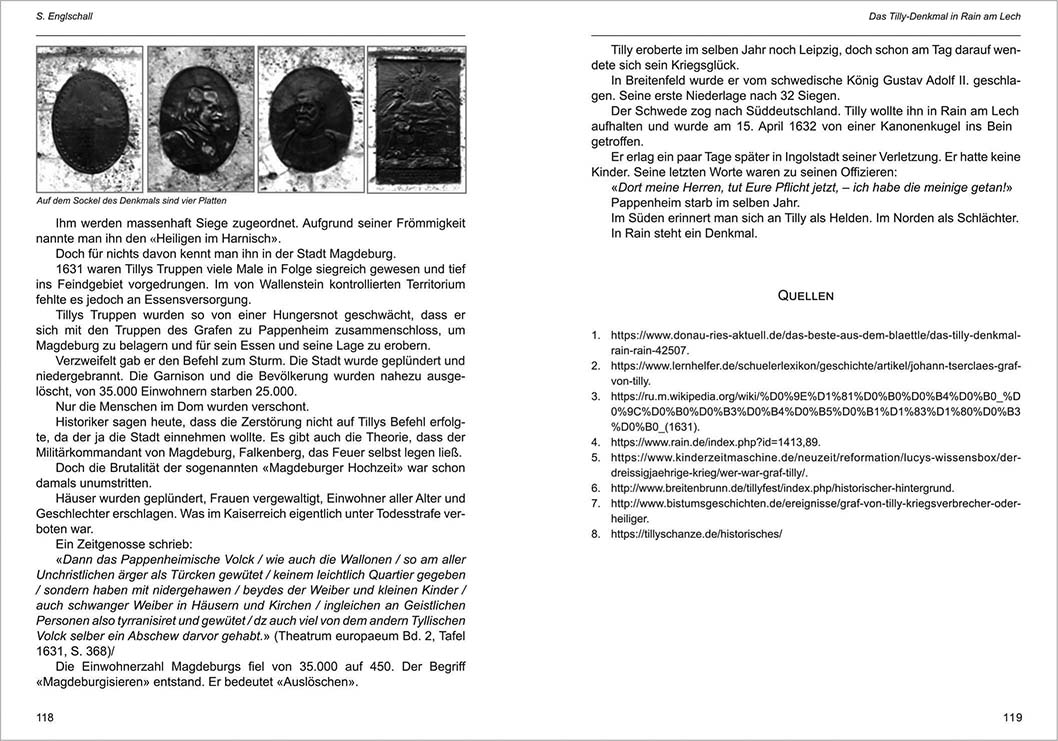 S. Englschall
Auf dem Sockel des Denkmals sind vier Platten
Ihm werden massenhaft Siege zugeordnet. Aufgrund seiner Frömmigkeit
nannte man ihn den «Heiligen im Harnisch».
Doch für nichts davon kennt man ihn in der Stadt Magdeburg.
1631 waren Tillys Truppen viele Male in Folge siegreich gewesen und tief
ins Feindgebiet vorgedrungen. Im von Wallenstein kontrollierten Territorium
fehlte es jedoch an Essensversorgung.
Tillys Truppen wurden so von einer Hungersnot geschwächt, dass er
sich mit den Truppen des Grafen zu Pappenheim zusammenschloss, um
Magdeburg zu belagern und für sein Essen und seine Lage zu erobern.
Verzweifelt gab er den Befehl zum Sturm. Die Stadt wurde geplündert und
niedergebrannt. Die Garnison und die Bevölkerung wurden nahezu ausge-
löscht, von 35.000 Einwohnern starben 25.000.
Nur die Menschen im Dom wurden verschont.
Historiker sagen heute, dass die Zerstörung nicht auf Tillys Befehl erfolg-
te, da der ja die Stadt einnehmen wollte. Es gibt auch die Theorie, dass der
Militärkommandant von Magdeburg, Falkenberg, das Feuer selbst legen ließ.
Doch die Brutalität der sogenannten «Magdeburger Hochzeit» war schon
damals unumstritten.
Häuser wurden geplündert, Frauen vergewaltigt, Einwohner aller Alter und
Geschlechter erschlagen. Was im Kaiserreich eigentlich unter Todesstrafe ver-
boten war.
Ein Zeitgenosse schrieb:
«Dann das Pappenheimische Volck / wie auch die Wallonen / so am aller
Unchristlichen ärger als Türcken gewütet / keinem leichtlich Quartier gegeben
/ sondern haben mit nidergehawen / beydes der Weiber und kleinen Kinder /
auch schwanger Weiber in Häusern und Kirchen / ingleichen an Geistlichen
Personen also tyrranisiret und gewütet / dz auch viel von dem andern Tyllischen
Volck selber ein Abschew darvor gehabt.» (Theatrum europaeum Bd. 2, Tafel
1631, S. 368)/
Die Einwohnerzahl Magdeburgs fiel von 35.000 auf 450. Der Begriff
«Magdeburgisieren» entstand. Er bedeutet «Auslöschen».
118
Das Tilly-Denkmal in Rain am Lech
Tilly eroberte im selben Jahr noch Leipzig, doch schon am Tag darauf wen-
dete sich sein Kriegsglück.
In Breitenfeld wurde er vom schwedische König Gustav Adolf II. geschla-
gen. Seine erste Niederlage nach 32 Siegen.
Der Schwede zog nach Süddeutschland. Tilly wollte ihn in Rain am Lech
aufhalten und wurde am 15. April 1632 von einer Kanonenkugel ins Bein
getroffen.
Er erlag ein paar Tage später in Ingolstadt seiner Verletzung. Er hatte keine
Kinder. Seine letzten Worte waren zu seinen Offizieren:
«Dort meine Herren, tut Eure Pflicht jetzt, – ich habe die meinige getan!»
Pappenheim starb im selben Jahr.
Im Süden erinnert man sich an Tilly als Helden. Im Norden als Schlächter.
In Rain steht ein Denkmal.
Quellen
1. https://www.donau-ries-aktuell.de/das-beste-aus-dem-blaettle/das-tilly-denkmal-
rain-rain-42507.
2. https://www.lernhelfer.de/schuelerlexikon/geschichte/artikel/johann-tserclaes-graf-
von-tilly.
3. https://ru.m.wikipedia.org/wiki/%D0%9E%D1%81%D0%B0%D0%B4%D0%B0_%D
0%9C%D0%B0%D0%B3%D0%B4%D0%B5%D0%B1%D1%83%D1%80%D0%B3
%D0%B0_(1631).
4. https://www.rain.de/index.php?id=1413,89.
5. https://www.kinderzeitmaschine.de/neuzeit/reformation/lucys-wissensbox/der-
dreissigjaehrige-krieg/wer-war-graf-tilly/.
6. http://www.breitenbrunn.de/tillyfest/index.php/historischer-hintergrund.
7. http://www.bistumsgeschichten.de/ereignisse/graf-von-tilly-kriegsverbrecher-oder-
heiliger.
8. https://tillyschanze.de/historisches/
119